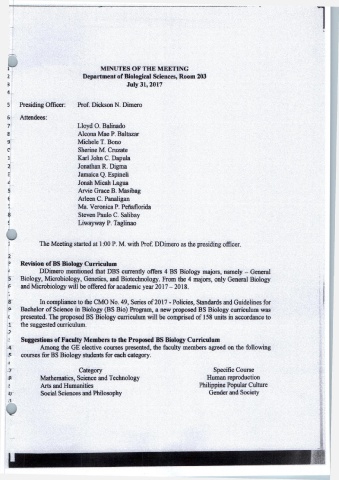 MINUTES OF THE MEETING
Department of Biological Sciences, Room 203
July 31, 2017
Presiding Officer: Prof. Dickson N. Dimero
Attendees:
Lloyd O. Balinado
Alcona Mae P. Baltazar
Michele T. Bono
Sherine M. Cruzate
Karl John C. Dapula
Jonathan R. Digma
Jamaica Q. Espineli
Jonah Micah Lagua
Arvie Grace B. Masibag
Arleen C. Panaligan
Ma. Veronica P. Peñaflorida
Steven Paulo C. Salibay
Liwayway P. Taglinao
The Meeting started at 1:00 P. M. with Prof. DDimero as the presiding officer.
Revision of BS Biology Curriculum
DDimero mentioned that DBS currently offers 4 BS Biology majors, namely – General
Biology, Microbiology, Genetics, and Biotechnology. From the 4 majors, only General Biology
and Microbiology will be offered for academic year 2017 – 2018.
In compliance to the CMO No. 49, Series of 2017 - Policies, Standards and Guidelines for
Bachelor of Science in Biology (BS Bio) Program, a new proposed BS Biology curriculum was
presented. The proposed BS Biology curriculum will be comprised of 158 units in accordance to
the suggested curriculum.
Suggestions of Faculty Members to the Proposed BS Biology Curriculum
Among the GE elective courses presented, the faculty members agreed on the following
courses for BS Biology students for each category.
Category Specific Course
Mathematics, Science and Technology Human reproduction
Arts and Humanities Philippine Popular Culture
Social Sciences and Philosophy Gender and Society